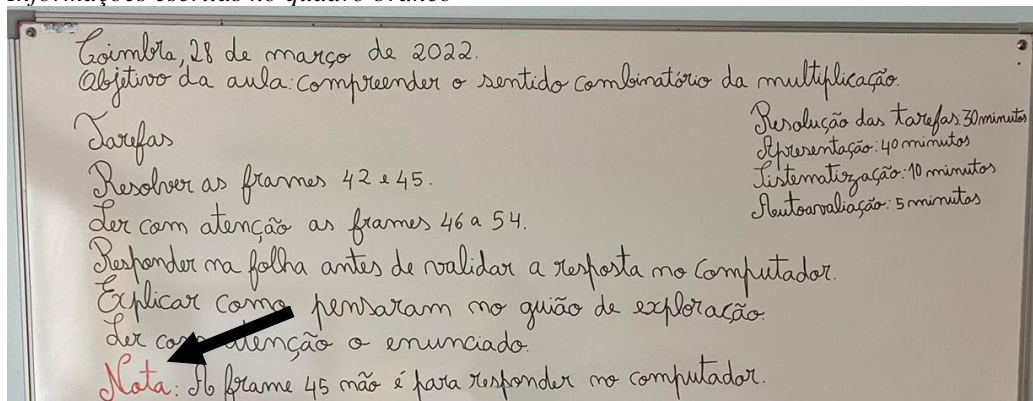 Informações escritas no quadro branco
Coimbra, 28 de março de 2022.
Objetivo da aula: Compreender o sentido combinatório da multiplicação.
Tarefas
Resolver as frames 42 e 45.
Ler com atenção as frames 46 a 54.
Responder na folha antes de validar a resposta no computador.
Explicar como pensaram no guião de exploração.
Ler com atenção o enunciado.
Nota: A frame 45 não é para responder no computador.
Resolução das tarefas: 30 minutos
Apresentação: 40 minutos
Sistematização: 10 minutos
Autoavaliação: 5 minutos